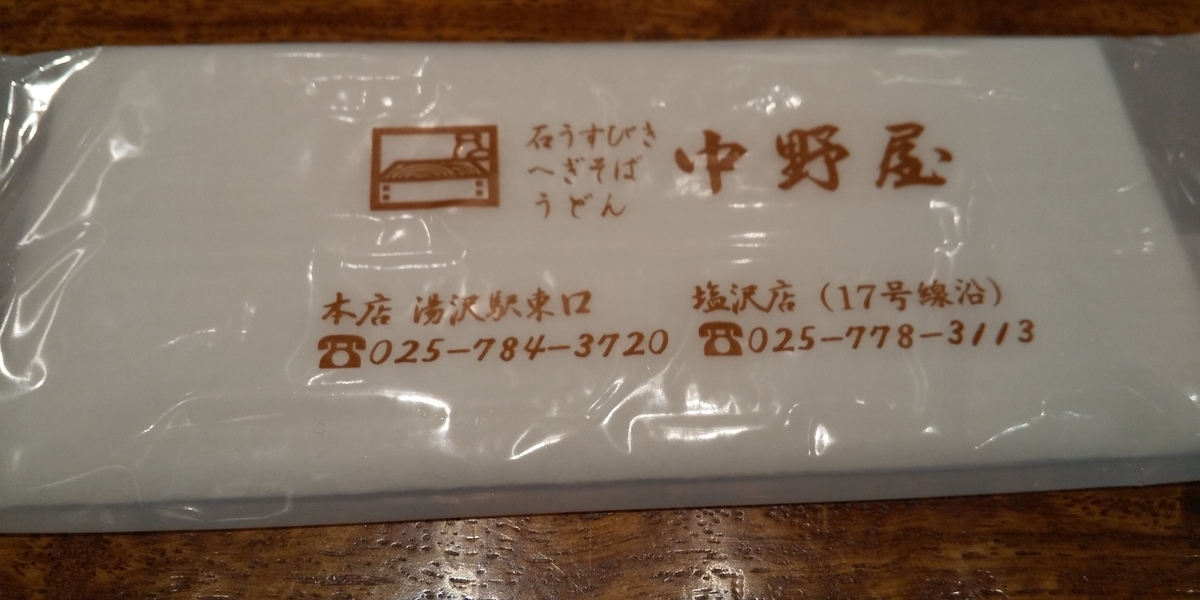 石うすびき
へぎそば
うどん
中野屋
本店 湯沢駅東口
☎025-784-3720
塩沢店(17号線沿)
☎025-778-3113